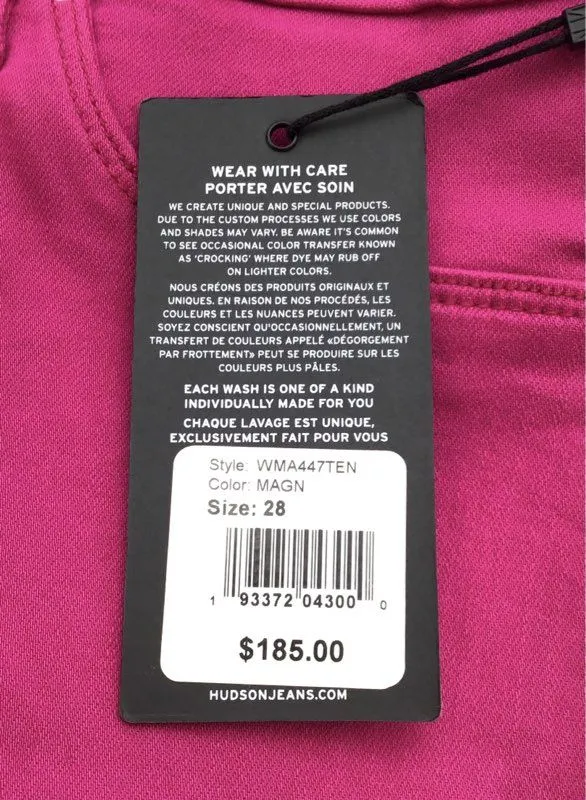 WEAR WITH CARE
PORTER AVEC SOIN
WE CREATE UNIQUE AND SPECIAL PRODUCTS.
DUE TO THE CUSTOM PROCESSES WE USE COLORS
AND SHADES MAY VARY. BE AWARE IT'S COMMON
TO SEE OCCASIONAL COLOR TRANSFER KNOWN
AS 'CROCKING' WHERE DYE MAY RUB OFF
ON LIGHTER COLORS.
NOUS CRÉONS DES PRODUITS ORIGINAUX ET
UNIQUES. EN RAISON DE NOS PROCÉDÉS, LES
COULEURS ET LES NUANCES PEUVENT VARIER.
SOYEZ CONSCIENT QU'OCCASIONNELLEMENT, UN
TRANSFERT DE COULEURS APPELÉ «DÉGORGEMENT
PAR FROTTEMENT» PEUT SE PRODUIRE SUR LES
COULEURS PLUS PÂLES.
EACH WASH IS ONE OF A KIND
INDIVIDUALLY MADE FOR YOU
CHAQUE LAVAGE EST UNIQUE,
EXCLUSIVEMENT FAIT POUR VOUS
Style: WMA447TEN
Color: MAGN
Size: 28
1 93372 04300 0
$185.00
HUDSONJEANS.COM